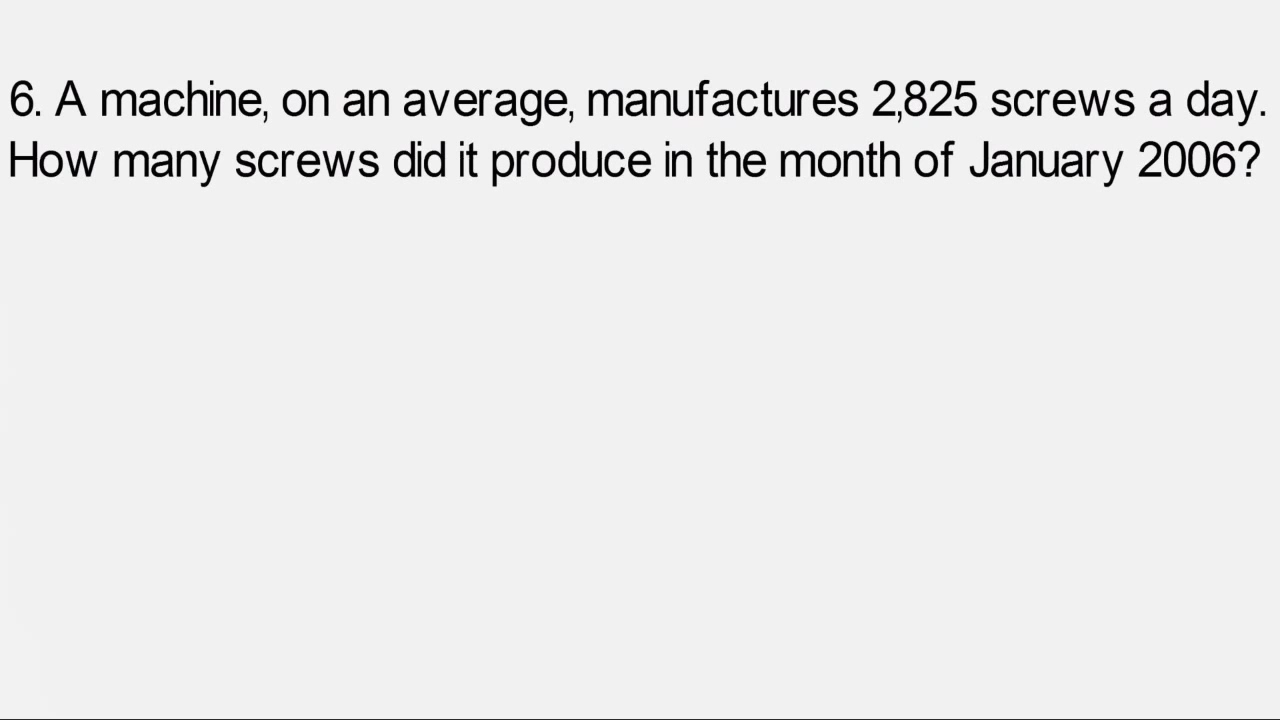 6. A machine, on an average, manufactures 2,825 screws a day.
How many screws did it produce in the month of January 2006?